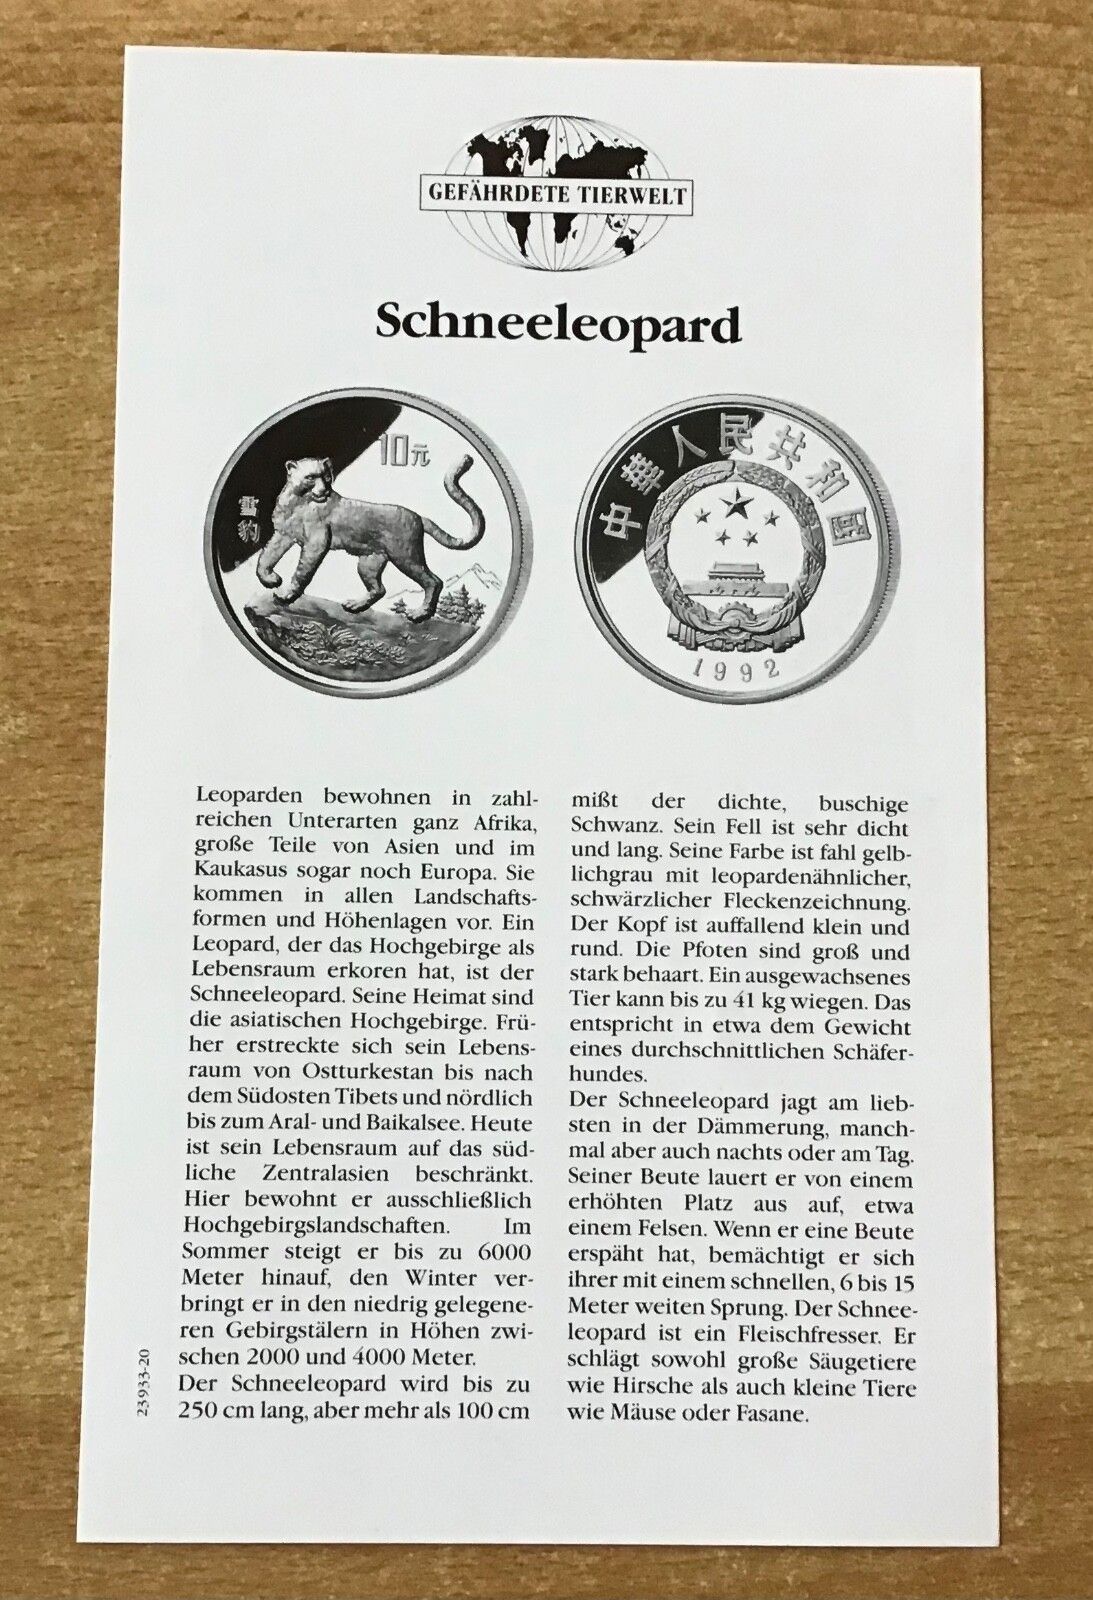 GEFÄHRDETE TIERWELT
Schneeleopard
10元
雪豹
中華人民共和國
1992
Leoparden bewohnen in zahl-
reichen Unterarten ganz Afrika,
große Teile von Asien und im
Kaukasus sogar noch Europa. Sie
kommen in allen Landschafts-
formen und Höhenlagen vor. Ein
Leopard, der das Hochgebirge als
Lebensraum erkoren hat, ist der
Schneeleopard. Seine Heimat sind
die asiatischen Hochgebirge. Frü-
her erstreckte sich sein Lebens-
raum von Ostturkestan bis nach
dem Südosten Tibets und nördlich
bis zum Aral- und Baikalsee. Heute
ist sein Lebensraum auf das süd-
liche Zentralasien beschränkt.
Hier bewohnt er ausschließlich
Hochgebirgslandschaften. Im
Sommer steigt er bis zu 6000
Meter hinauf, den Winter ver-
bringt er in den niedrig gelegene-
ren Gebirgstälern in Höhen zwi-
schen 2000 und 4000 Meter.
Der Schneeleopard wird bis zu
250 cm lang, aber mehr als 100 cm
mißt der dichte, buschige
Schwanz. Sein Fell ist sehr dicht
und lang. Seine Farbe ist fahl gelb-
lichgrau mit leopardenähnlicher,
schwärzlicher Fleckenzeichnung.
Der Kopf ist auffallend klein und
rund. Die Pfoten sind groß und
stark behaart. Ein ausgewachsenes
Tier kann bis zu 41 kg wiegen. Das
entspricht in etwa dem Gewicht
eines durchschnittlichen Schäfer-
hundes.
Der Schneeleopard jagt am lieb-
sten in der Dämmerung, manch-
mal aber auch nachts oder am Tag.
Seiner Beute lauert er von einem
erhöhten Platz aus auf, etwa
einem Felsen. Wenn er eine Beute
erspäht hat, bemächtigt er sich
ihrer mit einem schnellen, 6 bis 15
Meter weiten Sprung. Der Schnee-
leopard ist ein Fleischfresser. Er
schlägt sowohl große Säugetiere
wie Hirsche als auch kleine Tiere
wie Mäuse oder Fasane.
23933-20